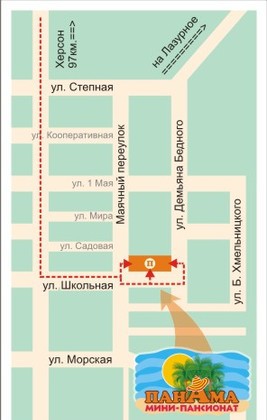 Херсон
97км.==>
на Лазурное
=========>
ул. Степная
ул. Кооперативная
Маячный переулок
ул. Демьяна Бедного
ул. 1 Мая
ул. Мира
ул. Б. Хмельницкого
ул. Садовая
ул. Школьная
ул. Морская
ПАНАМА
МИНИ-ПАНСИОНАТ